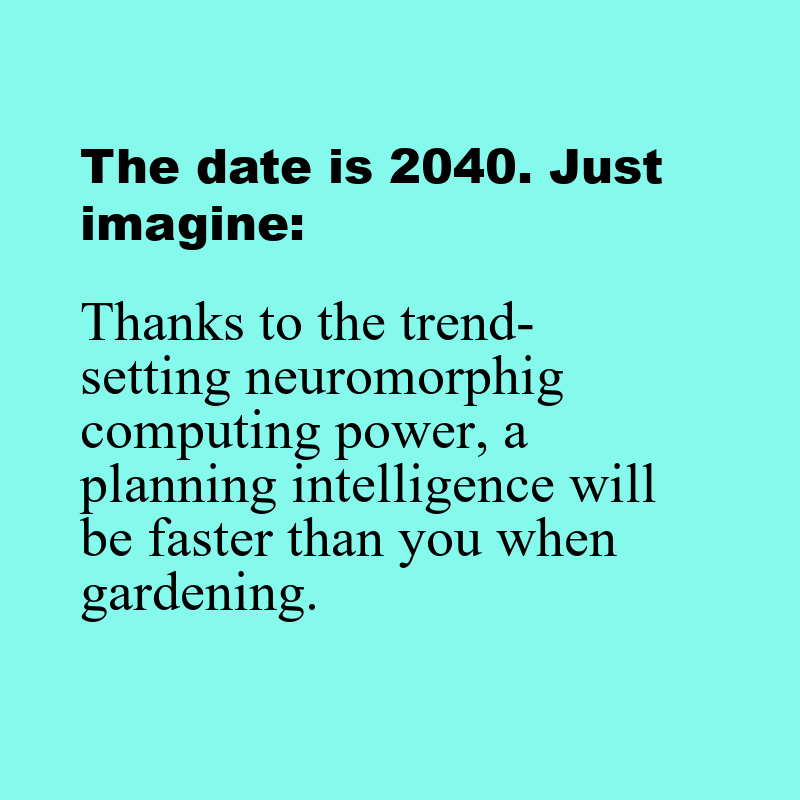 The date is 2040. Just
imagine:
Thanks to the trend-
setting neuromorphig
computing power, a
planning intelligence will
be faster than you when
gardening.